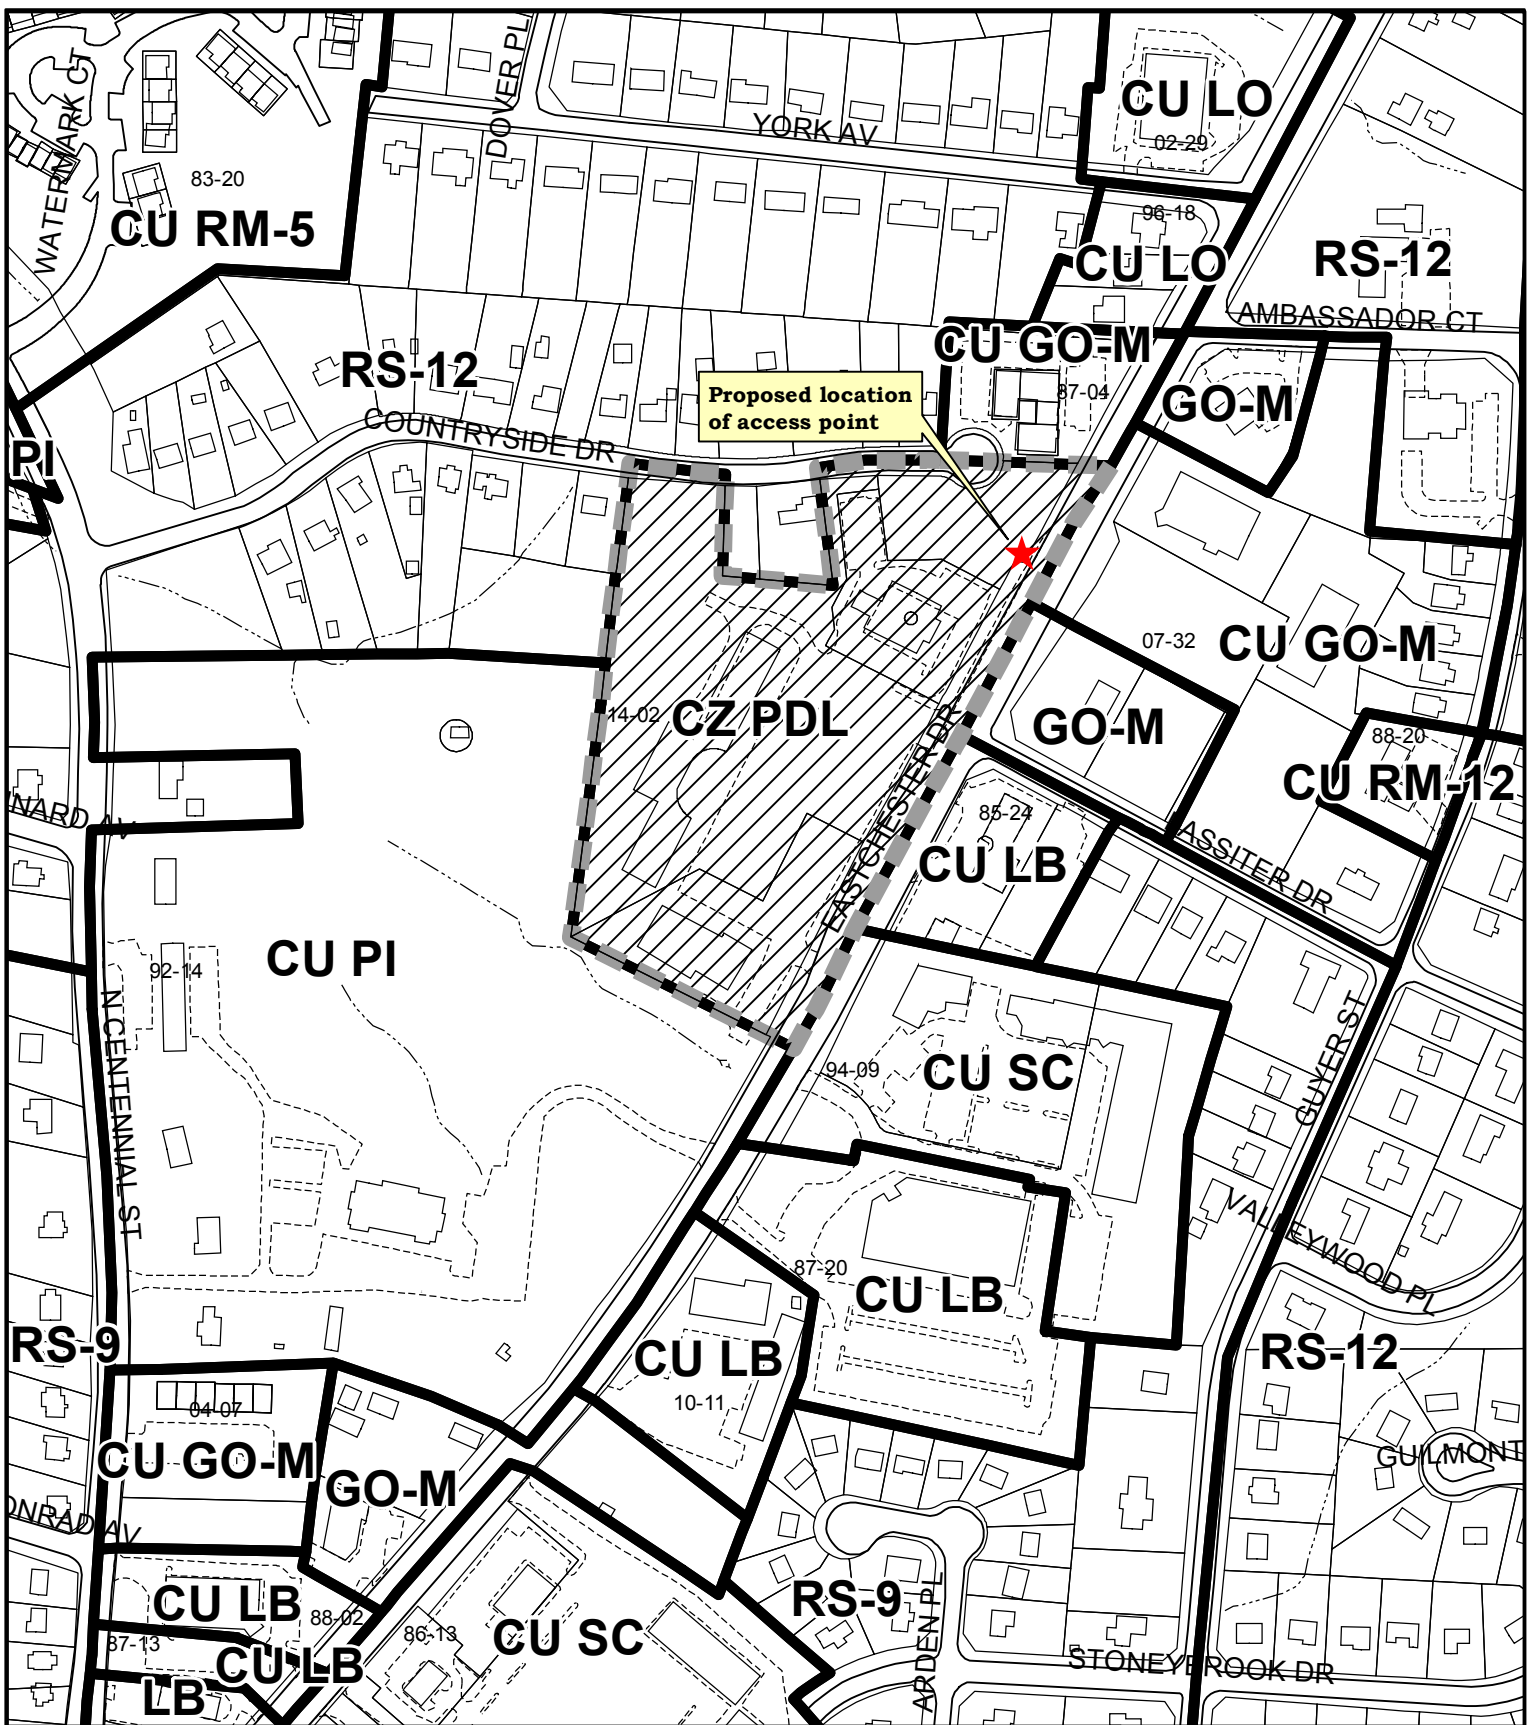 DOVER PL
CU LO
02-29
YORK AV
WATERMARK CT
83-20
CU RM-5
96-18
CU LO
RS-12
AMBASSADOR CT
CU GO-M
87-04
RS-12
GO-M
Proposed location
of access point
COUNTRYSIDE DR
PI
07-32
CU GO-M
14-02
CZ PDL
GO-M
88-20
CU RM-12
EASTCHESTER DR
85-24
CU LB
LASSITER DR
NARD AV
CU PI
92-14
N CENTENNIAL ST
94-09
CU SC
GUYER ST
VALLEYWOOD PL
87-20
CU LB
RS-9
CU LB
10-11
RS-12
04-07
CU GO-M
GO-M
GUILMONT
ONRAD AV
CU LB
88-02
86-13
CU SC
RS-9
ARDEN PL
87-13
CU LB
LB
STONEYBROOK DR